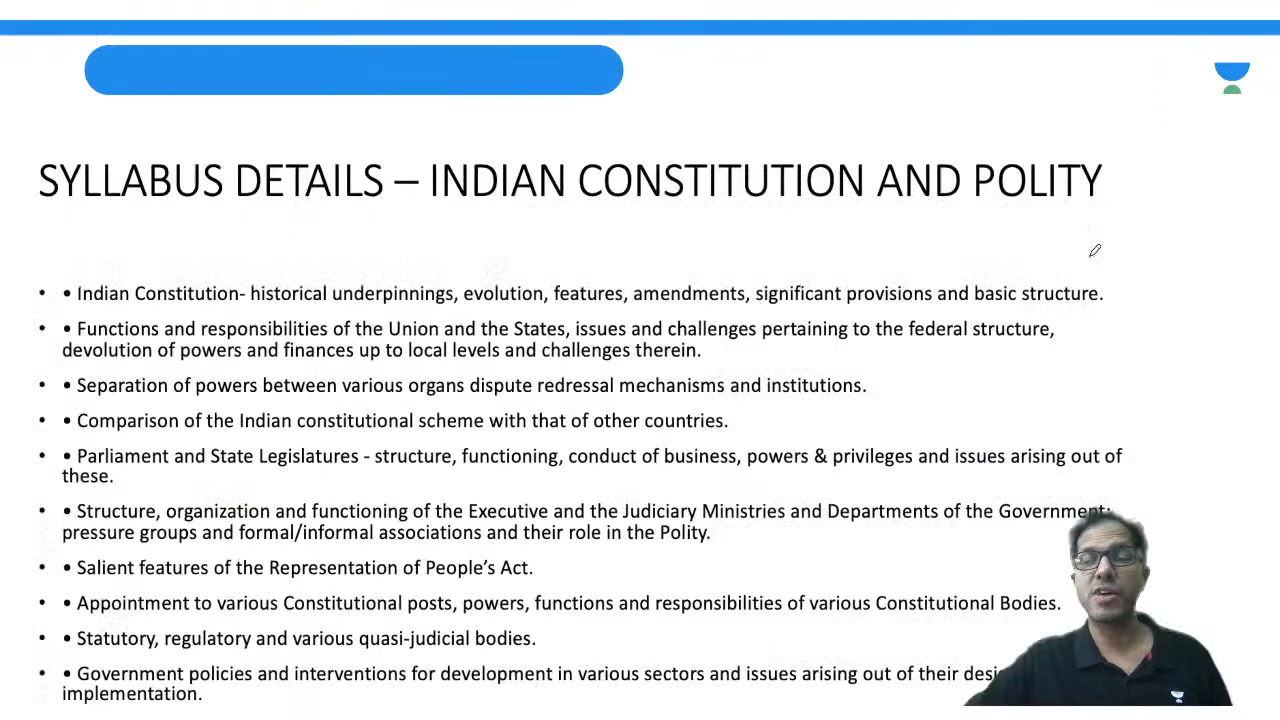 SYLLABUS DETAILS – INDIAN CONSTITUTION AND POLITY
• • Indian Constitution- historical underpinnings, evolution, features, amendments, significant provisions and basic structure.
• • Functions and responsibilities of the Union and the States, issues and challenges pertaining to the federal structure,
devolution of powers and finances up to local levels and challenges therein.
• • Separation of powers between various organs dispute redressal mechanisms and institutions.
• • Comparison of the Indian constitutional scheme with that of other countries.
• • Parliament and State Legislatures - structure, functioning, conduct of business, powers & privileges and issues arising out of
these.
• • Structure, organization and functioning of the Executive and the Judiciary Ministries and Departments of the Government;
pressure groups and formal/informal associations and their role in the Polity.
• • Salient features of the Representation of People’s Act.
• • Appointment to various Constitutional posts, powers, functions and responsibilities of various Constitutional Bodies.
• • Statutory, regulatory and various quasi-judicial bodies.
• • Government policies and interventions for development in various sectors and issues arising out of their
implementation.